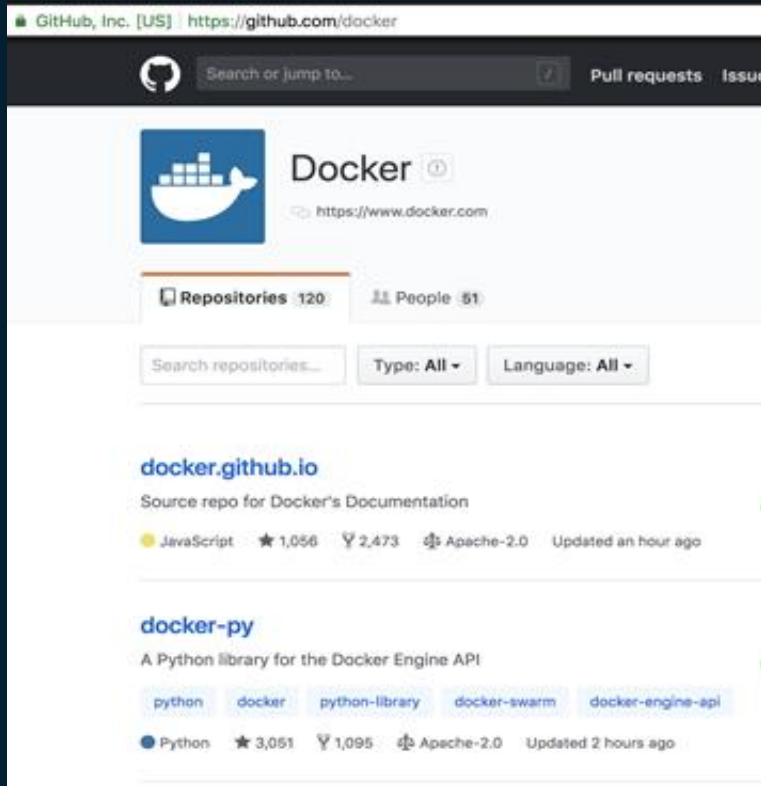 GitHub, Inc. [US] https://github.com/docker
Search or jump to... / Pull requests Issu
Docker
https://www.docker.com
Repositories 120 People 51
Search repositories... Type: All Language: All
docker.github.io
Source repo for Docker's Documentation
JavaScript 1,056 2,473 Apache-2.0 Updated an hour ago
docker-py
A Python library for the Docker Engine API
python docker python-library docker-swarm docker-engine-api
Python 3,051 1,095 Apache-2.0 Updated 2 hours ago